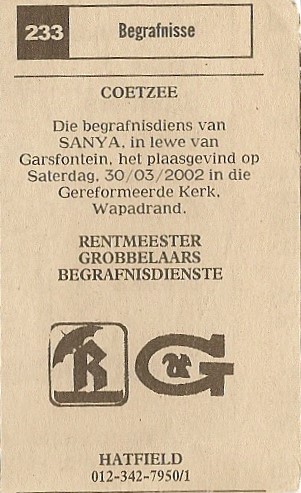 233 Begrafnisse
COETZEE
Die begrafnisdiens van
SANYA, in lewe van
Garsfontein, het plaasgevind op
Saterdag, 30/03/2002 in die
Gereformeerde Kerk,
Wapadrand.
RENTMEESTER
GROBBELAARS
BEGRAFNISDIENSTE
R G&R
HATFIELD
012-342-7950/1